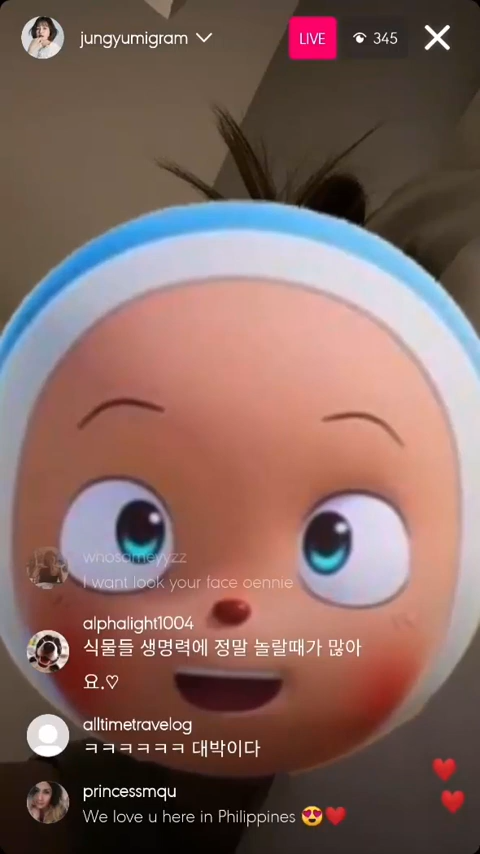 jungyumigram
LIVE
345
whosameyyzz
I want look your face oennie
alphalight1004
식물들 생명력에 정말 놀랄때가 많아
요.♡
alltimetravelog
ㅋㅋㅋㅋㅋㅋ 대박이다
princessmqu
We love u here in Philippines 😍❤️